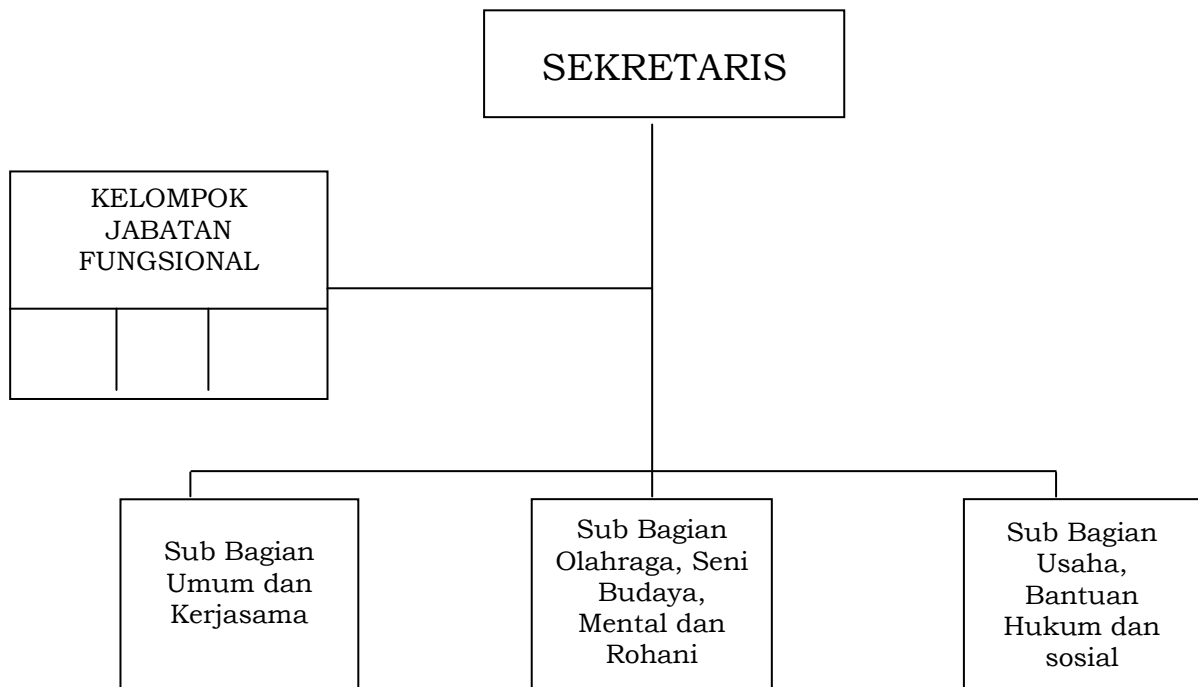 SEKRETARIS
KELOMPOK
JABATAN
FUNGSIONAL
Sub Bagian
Umum dan
Kerjasama
Sub Bagian
Olahraga, Seni
Budaya,
Mental dan
Rohani
Sub Bagian
Usaha,
Bantuan
Hukum dan
sosial